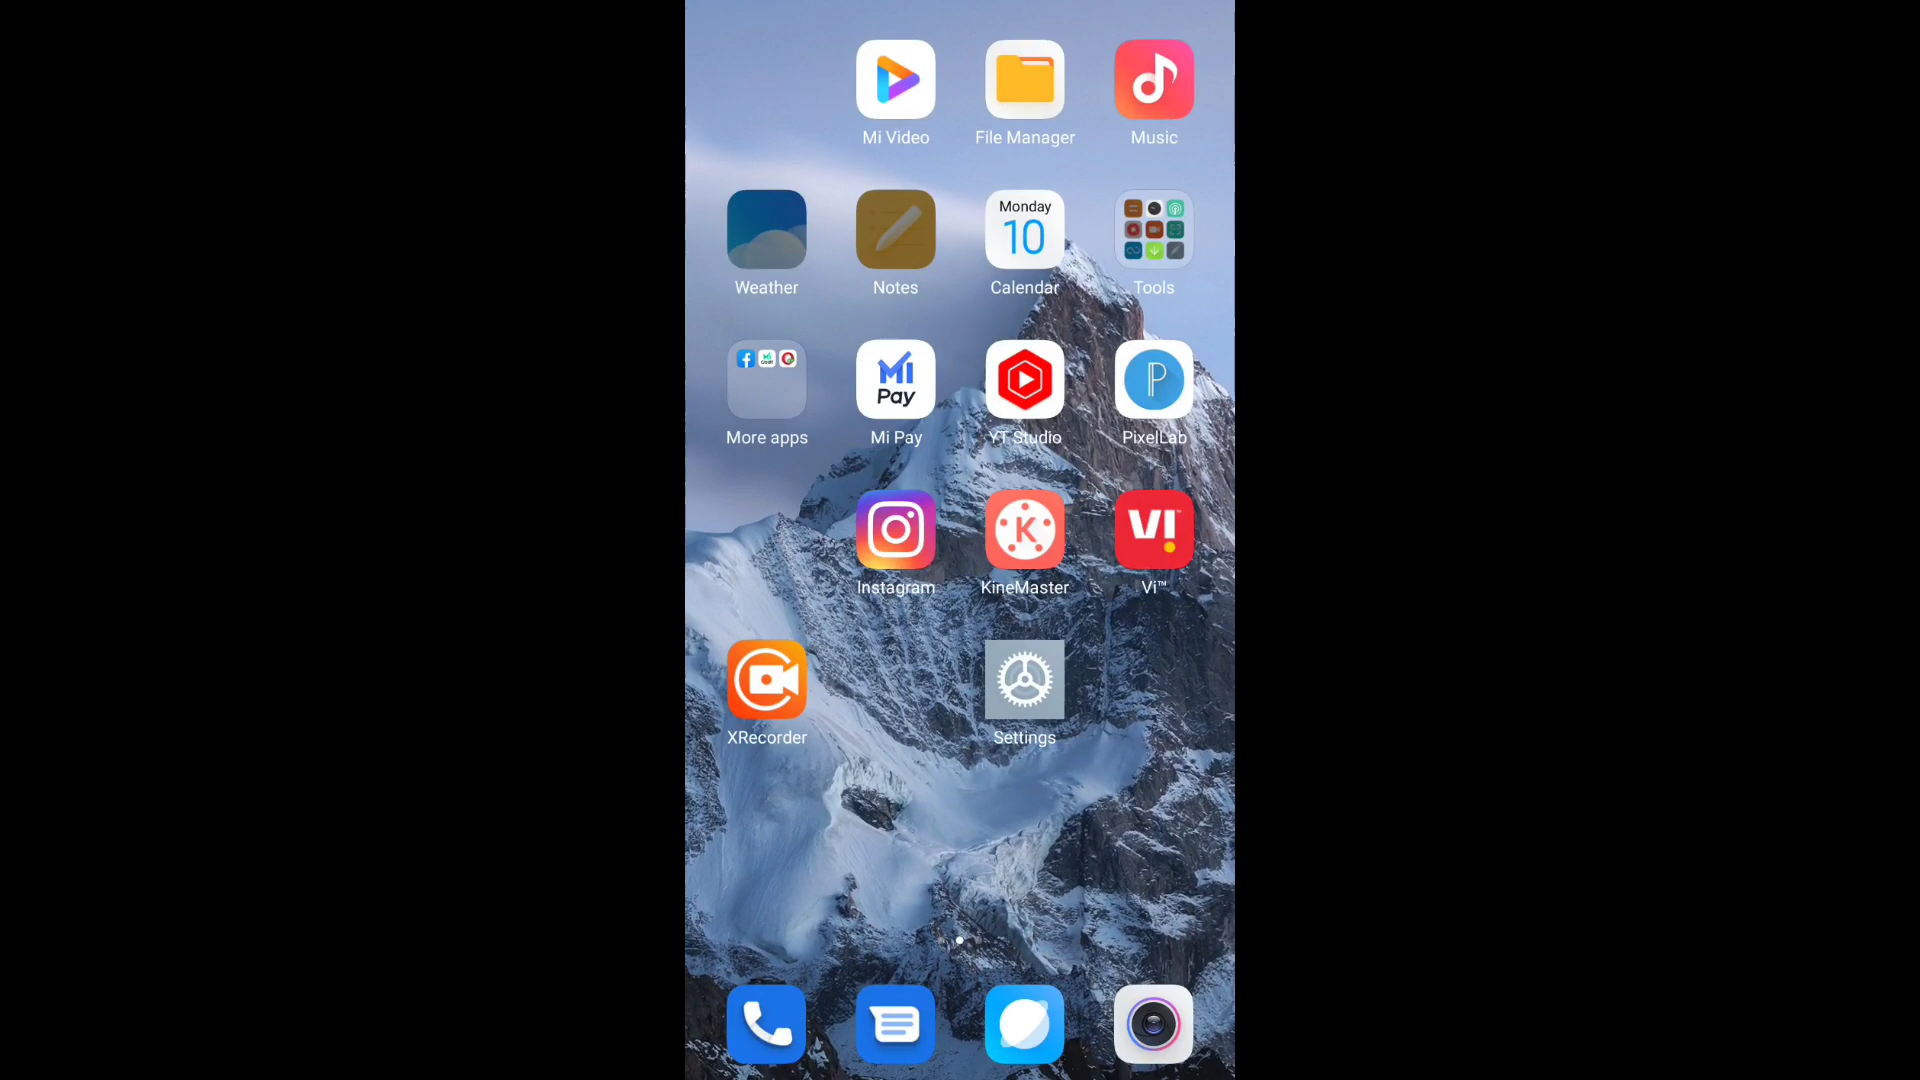 Mi Video
File Manager
Music
Weather
Notes
Monday
10
Calendar
Tools
More apps
Mi
Pay
Mi Pay
YT Studio
P
PixelLab
Instagram
K
KineMaster
VI™
Vi™
XRecorder
Settings